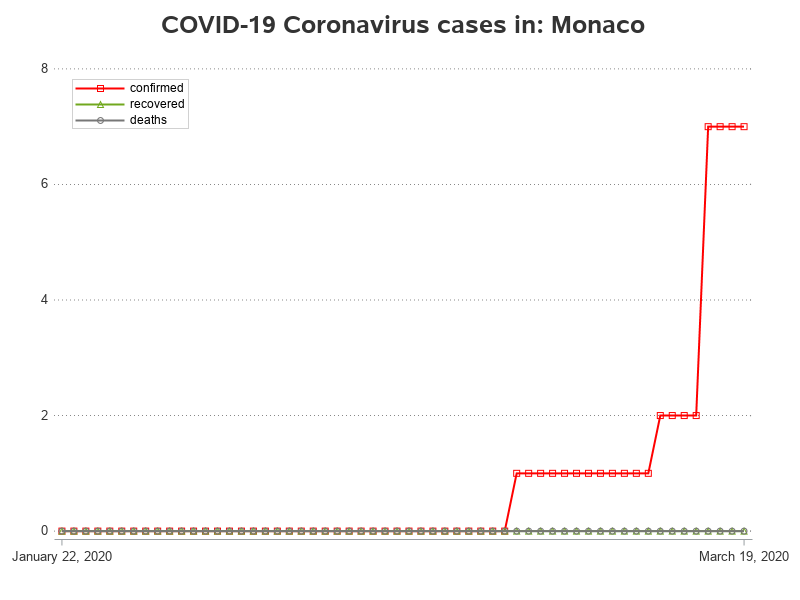 COVID-19 Coronavirus cases in: Monaco
8
confirmed
recovered
deaths
6
4
2
0
January 22, 2020
March 19, 2020